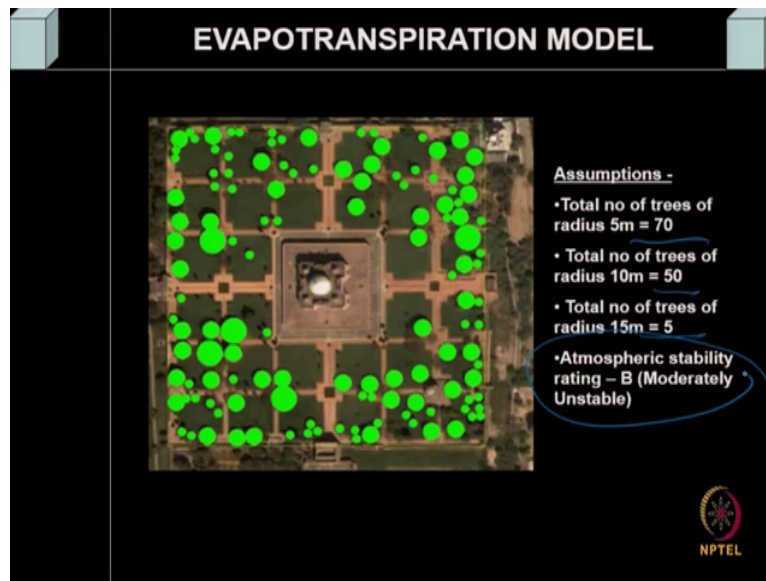 EVAPOTRANSPIRATION MODEL
Assumptions -
•Total no of trees of
radius 5m = 70
• Total no of trees of
radius 10m = 50
• Total no of trees of
radius 15m = 5
•Atmospheric stability
rating – B (Moderately
Unstable)
NPTEL